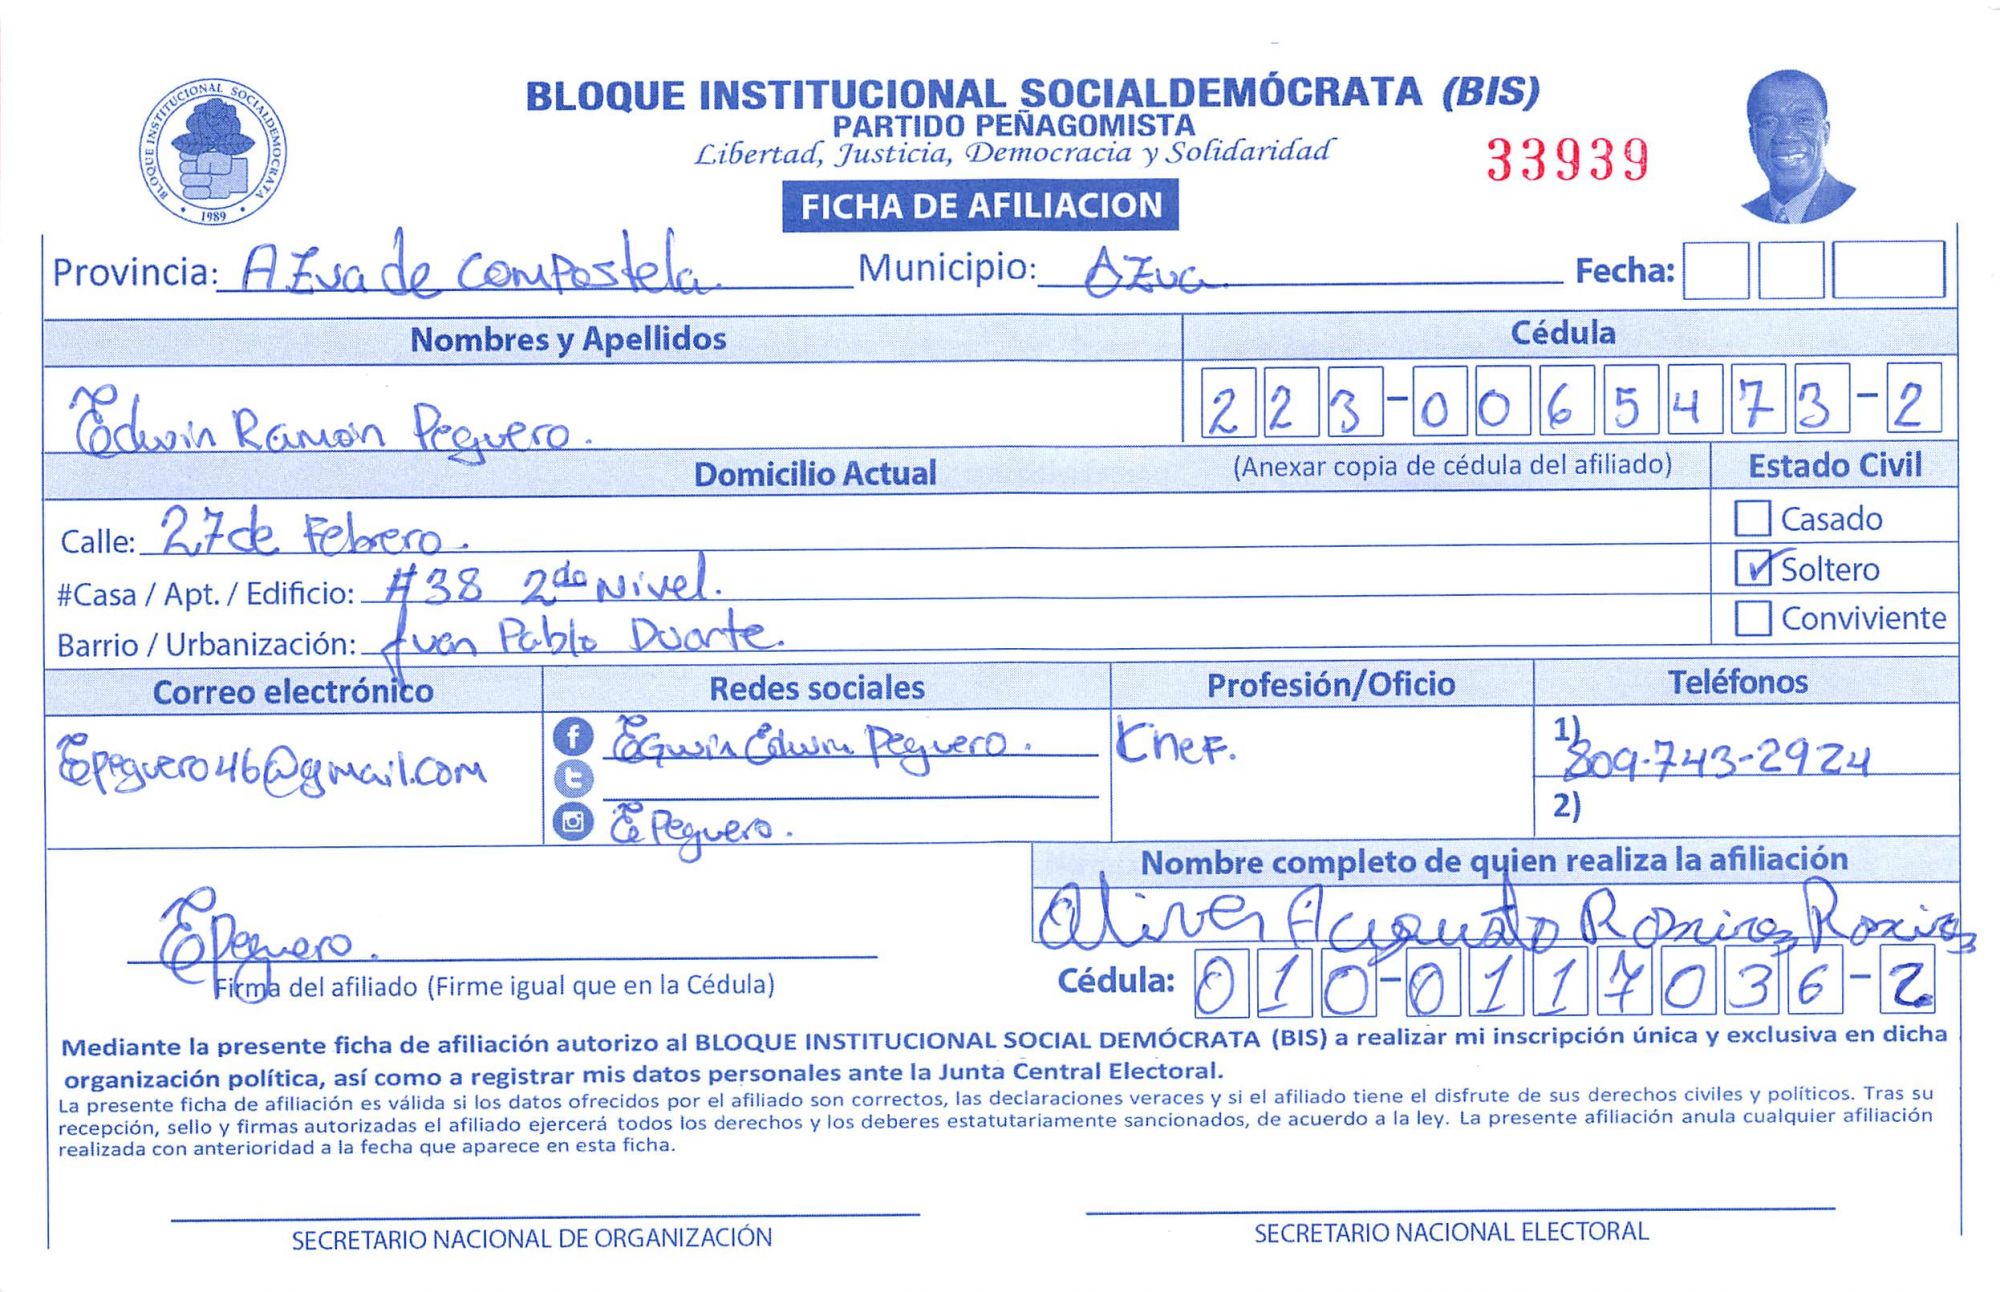 BLOQUE INSTITUCIONAL SOCIALDEMOCRATA
1989
BLOQUE INSTITUCIONAL SOCIALDEMÓCRATA (BIS)
PARTIDO PEÑAGOMISTA
Libertad, Justicia, Democracia y Solidaridad
33939
FICHA DE AFILIACION
Provincia: AZua de Compostela. Municipio: AZua. Fecha:
Nombres y Apellidos Cédula
Edwin Ramón Peguero. 223-0065473-2
Domicilio Actual (Anexar copia de cédula del afiliado) Estado Civil
Calle: 27 de Febrero. Casado
#Casa / Apt. / Edificio: #38 2do Nivel. Soltero
Barrio / Urbanización: Juan Pablo Duarte. Conviviente
Correo electrónico Redes sociales Profesión/Oficio Teléfonos
Epeguero46@gmail.com Edwin Peguero. CheF. 1) 809-743-2924
EPeguero. 2)
Nombre completo de quien realiza la afiliación
EPeguero. Augusto Ramirez Ramirez
Firma del afiliado (Firme igual que en la Cédula) Cédula: 010-0117036-2
Mediante la presente ficha de afiliación autorizo al BLOQUE INSTITUCIONAL SOCIAL DEMÓCRATA (BIS) a realizar mi inscripción única y exclusiva en dicha
organización política, así como a registrar mis datos personales ante la Junta Central Electoral.
La presente ficha de afiliación es válida si los datos ofrecidos por el afiliado son correctos, las declaraciones veraces y si el afiliado tiene el disfrute de sus derechos civiles y políticos. Tras su
recepción, sello y firmas autorizadas el afiliado ejercerá todos los derechos y los deberes estatutariamente sancionados, de acuerdo a la ley. La presente afiliación anula cualquier afiliación
realizada con anterioridad a la fecha que aparece en esta ficha.
SECRETARIO NACIONAL DE ORGANIZACIÓN SECRETARIO NACIONAL ELECTORAL